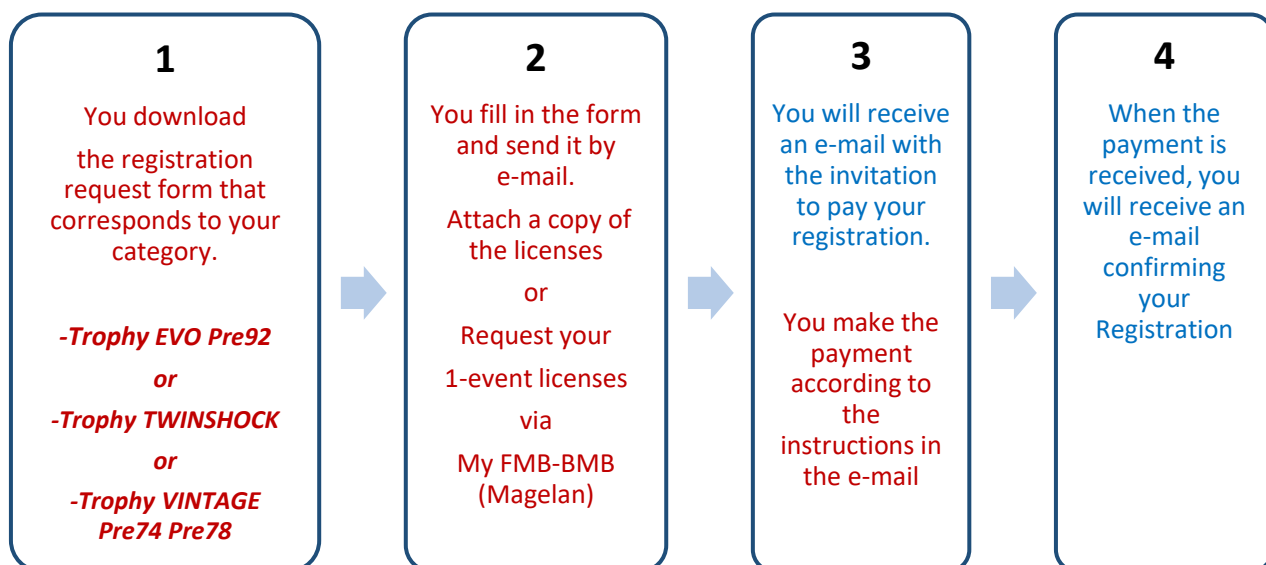 1
You download
the registration
request form that
corresponds to your
category.
-Trophy EVO Pre92
or
-Trophy TWINSHOCK
or
-Trophy VINTAGE
Pre74 Pre78
2
You fill in the form
and send it by
e-mail.
Attach a copy of
the licenses
or
Request your
1-event licenses
via
My FMB-BMB
(Magelan)
3
You will receive
an e-mail with
the invitation
to pay your
registration.
You make the
payment
according to
the
instructions in
the e-mail
4
When the
payment is
received, you
will receive an
e-mail
confirming
your
Registration